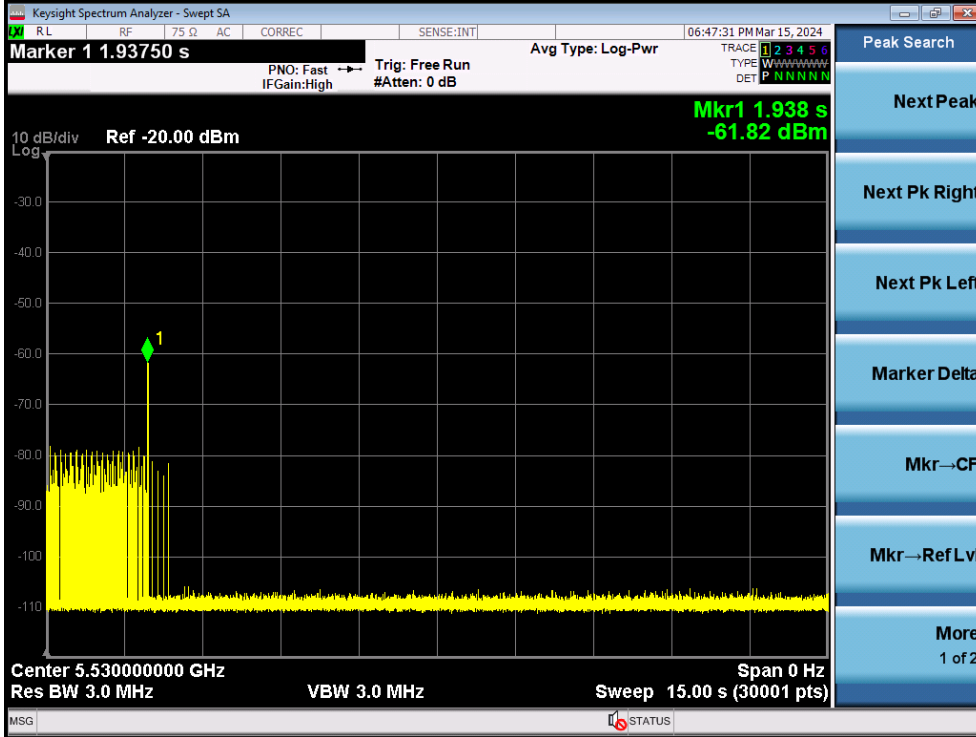 Keysight Spectrum Analyzer - Swept SA
LXI RL RF 75 Ω AC CORREC SENSE:INT 06:47:31 PM Mar 15, 2024
Marker 1 1.93750 s
PNO: Fast
IFGain:High
Trig: Free Run
#Atten: 0 dB
Avg Type: Log-Pwr
TRACE 1 2 3 4 5 6
TYPE WWWWWW
DET P N N N N N
Mkr1 1.938 s
-61.82 dBm
10 dB/div Ref -20.00 dBm
Log
-30.0
-40.0
-50.0
1
-60.0
-70.0
-80.0
-90.0
-100
-110
Center 5.530000000 GHz Span 0 Hz
Res BW 3.0 MHz VBW 3.0 MHz Sweep 15.00 s (30001 pts)
MSG STATUS
Peak Search
Next Peak
Next Pk Right
Next Pk Left
Marker Delta
Mkr→CF
Mkr→Ref Lvl
More
1 of 2